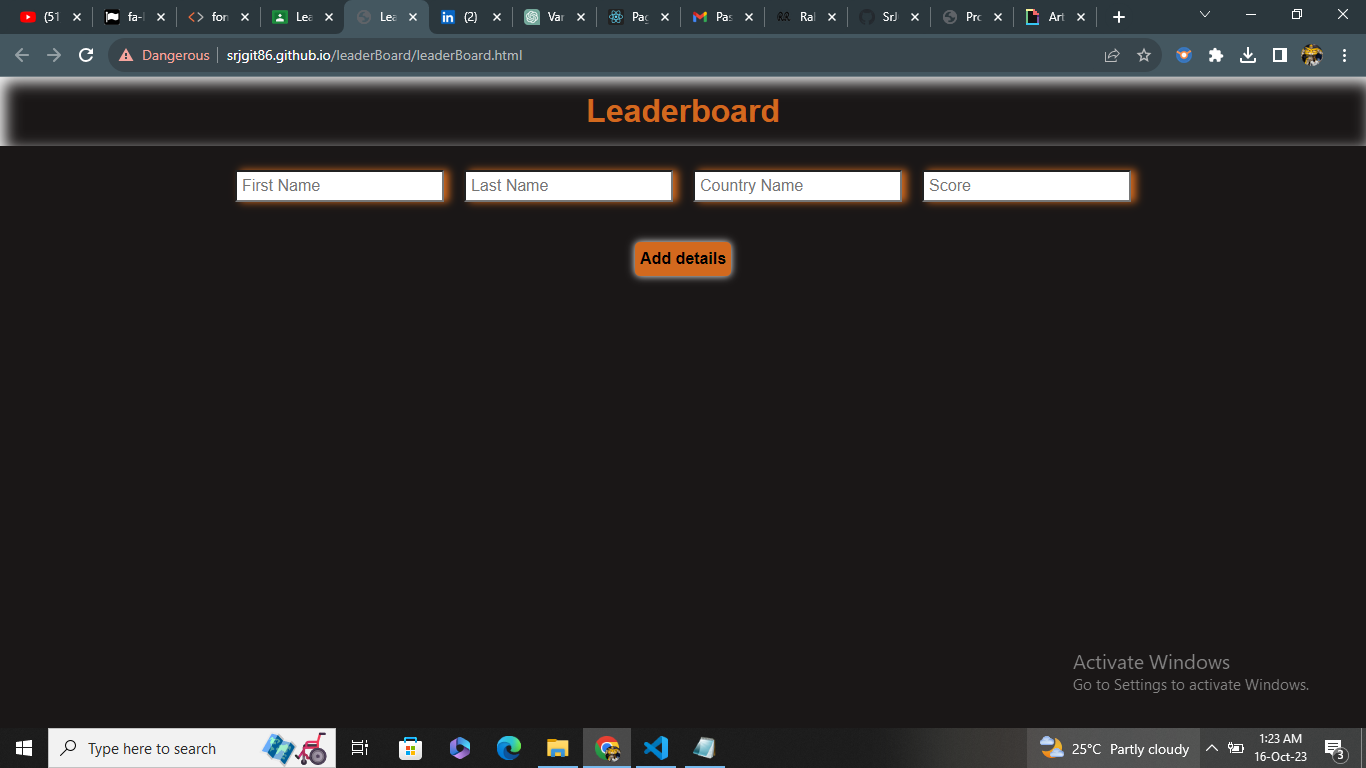 (51 fa-l forr Lea Lea (2) Var Pag Pas Ral SrJ Pro Art
Dangerous srjgit86.github.io/leaderBoard/leaderBoard.html
Leaderboard
First Name Last Name Country Name Score
Add details
Activate Windows
Go to Settings to activate Windows.
Type here to search 25°C Partly cloudy 1:23 AM
16-Oct-23 3